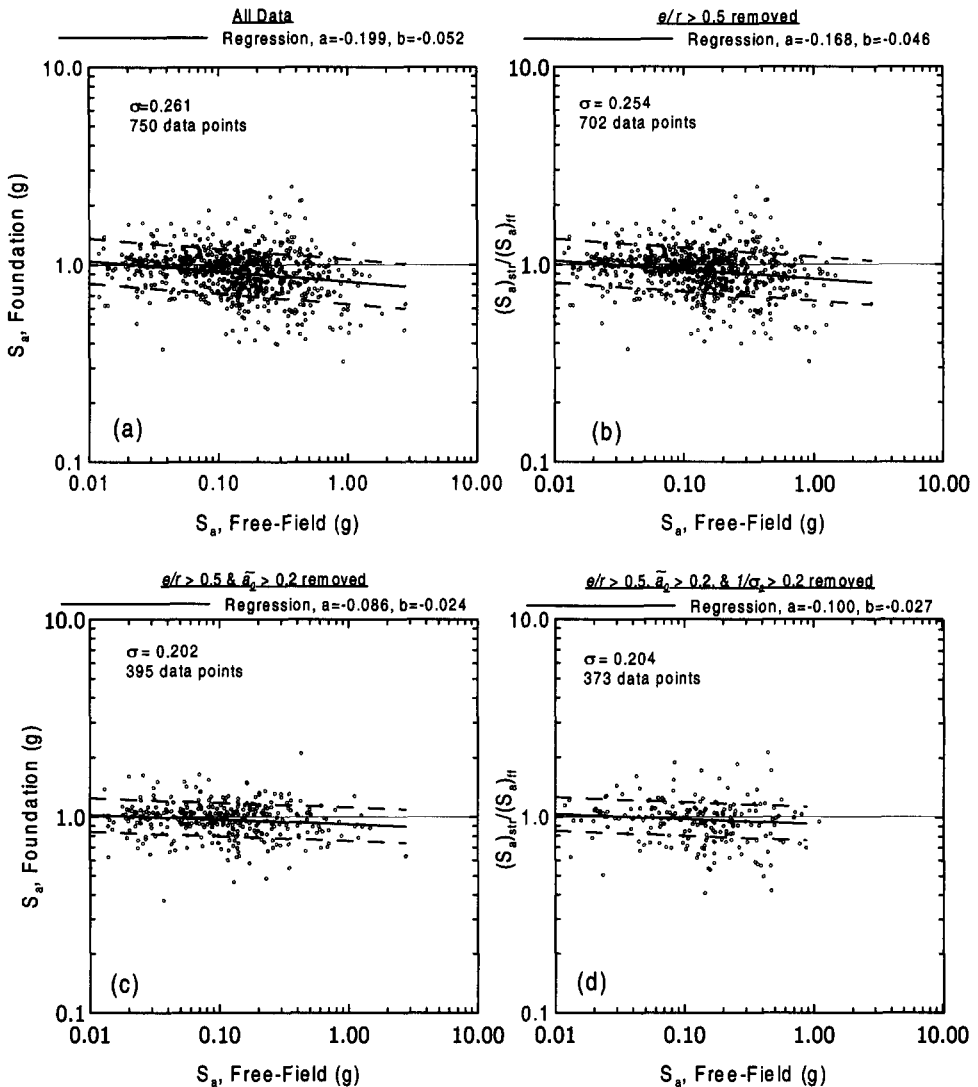 All Data
Regression, a=-0.199, b=-0.052
10.0
σ=0.261
750 data points
1.0
0.1
S_a, Foundation (g)
(a)
0.01 0.10 1.00 10.00
S_a, Free-Field (g)
e/r > 0.5 removed
Regression, a=-0.168, b=-0.046
10.0
σ = 0.254
702 data points
1.0
0.1
(S_a)_str/(S_a)_ff
(b)
0.01 0.10 1.00 10.00
S_a, Free-Field (g)
e/r > 0.5 & ã_0 > 0.2 removed
Regression, a=-0.086, b=-0.024
10.0
σ = 0.202
395 data points
1.0
0.1
S_a, Foundation (g)
(c)
0.01 0.10 1.00 10.00
S_a, Free-Field (g)
e/r > 0.5, ã_0 > 0.2, & 1/σ > 0.2 removed
Regression, a=-0.100, b=-0.027
10.0
σ = 0.204
373 data points
1.0
0.1
(S_a)_str/(S_a)_ff
(d)
0.01 0.10 1.00 10.00
S_a, Free-Field (g)